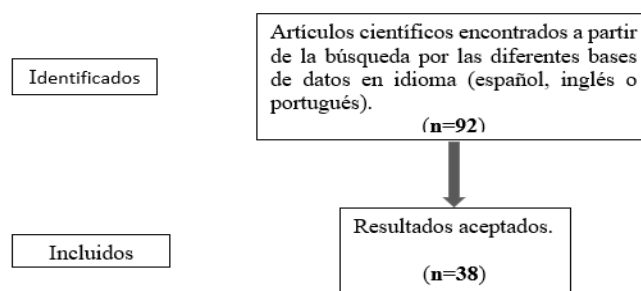 Artículos científicos encontrados a partir
de la búsqueda por las diferentes bases
de datos en idioma (español, inglés o
portugués).
(n=92)
Identificados
Resultados aceptados.
(n=38)
Incluidos